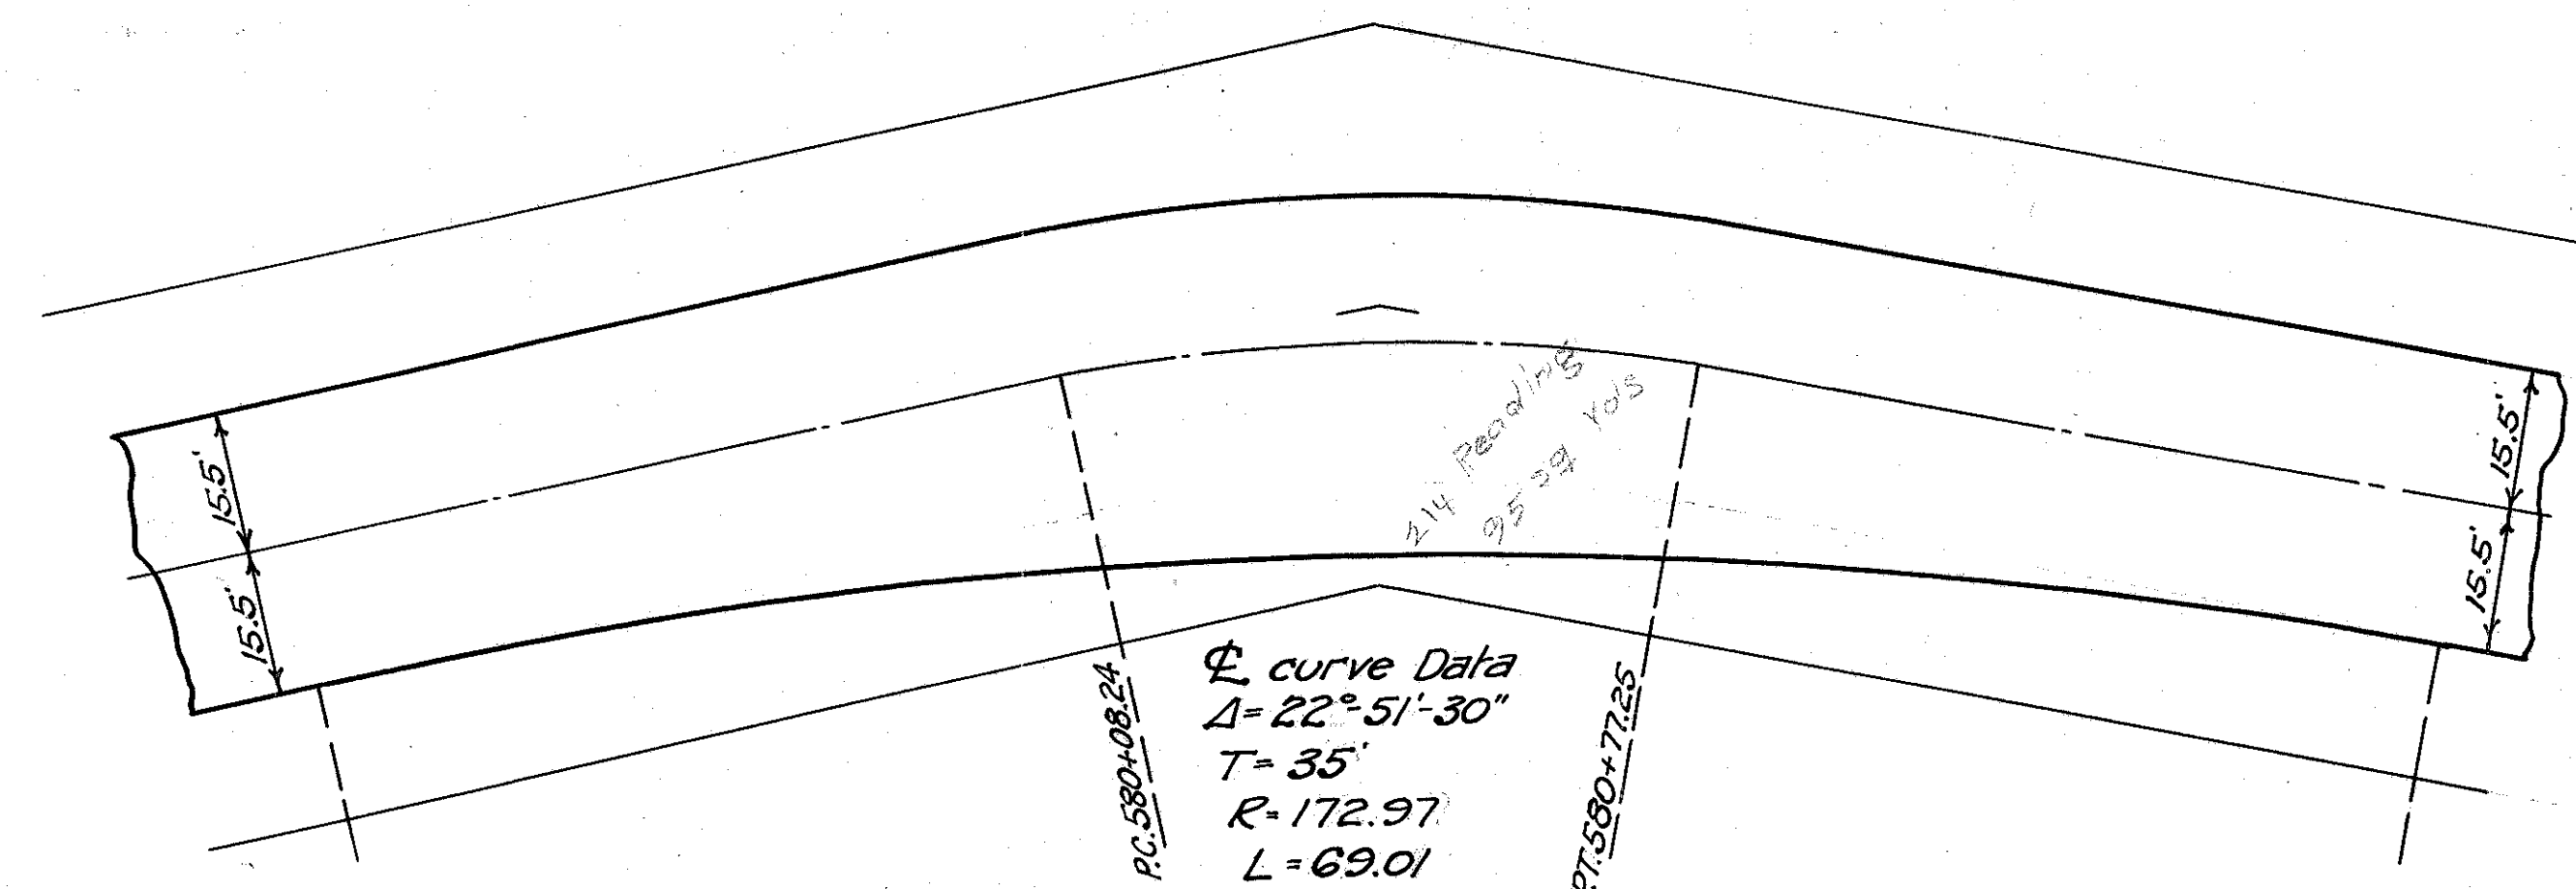 15.5'
15.5'
15.5'
15.5'
214 Reading
95 sq Yds
P.C. 580+08.24
℄ curve Data
Δ= 22°-51'-30"
T= 35'
R= 172.97
L = 69.01
P.T. 580+77.25